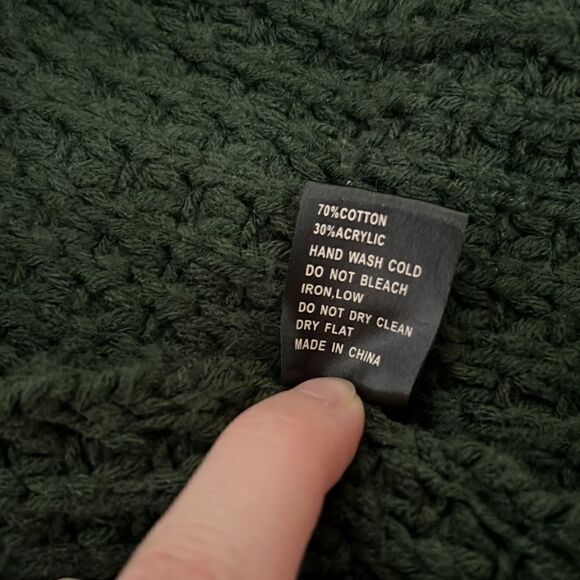 70%COTTON
30%ACRYLIC
HAND WASH COLD
DO NOT BLEACH
IRON,LOW
DO NOT DRY CLEAN
DRY FLAT
MADE IN CHINA